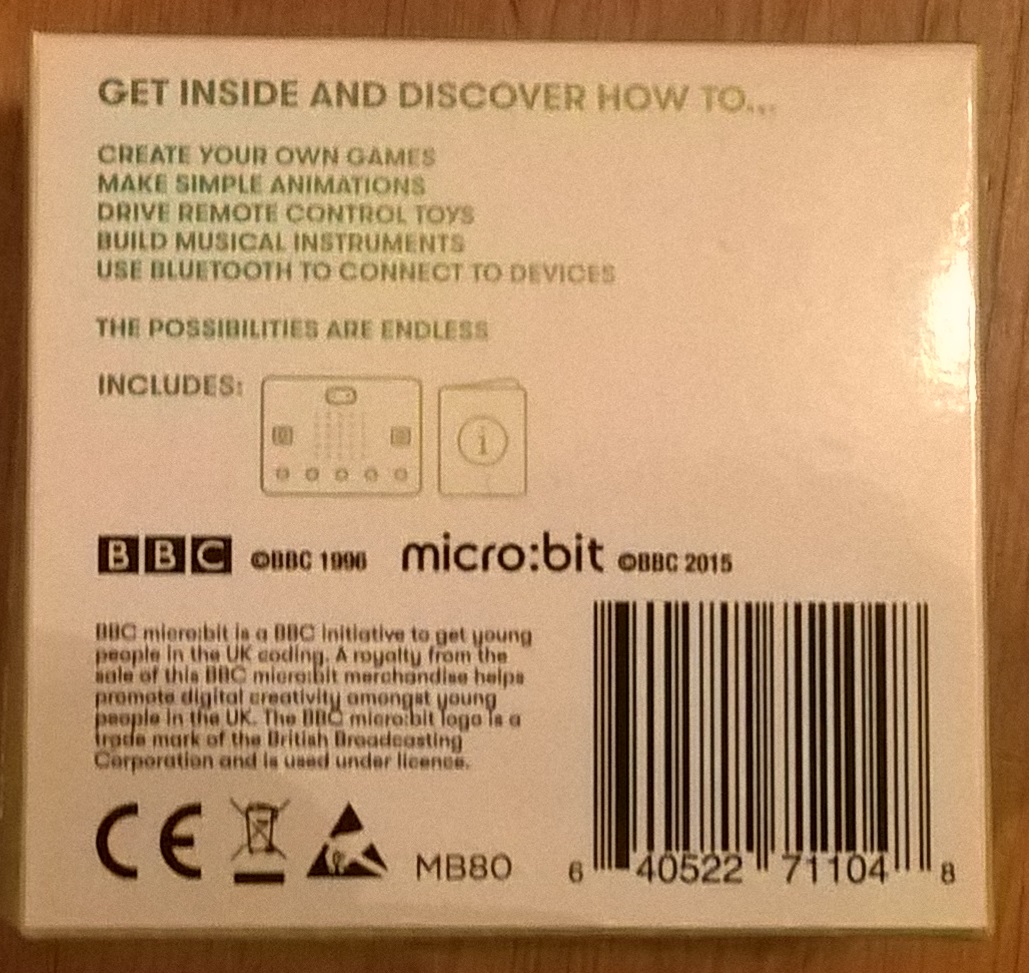 GET INSIDE AND DISCOVER HOW TO...
CREATE YOUR OWN GAMES
MAKE SIMPLE ANIMATIONS
DRIVE REMOTE CONTROL TOYS
BUILD MUSICAL INSTRUMENTS
USE BLUETOOTH TO CONNECT TO DEVICES
THE POSSIBILITIES ARE ENDLESS
INCLUDES:
i
BBC ©BBC 1996 micro:bit ©BBC 2015
BBC micro:bit is a BBC initiative to get young
people in the UK coding. A royalty from the
sale of this BBC micro:bit merchandise helps
promote digital creativity amongst young
people in the UK. The BBC micro:bit logo is a
trade mark of the British Broadcasting
Corporation and is used under licence.
CE MB80
6 40522 71104 8